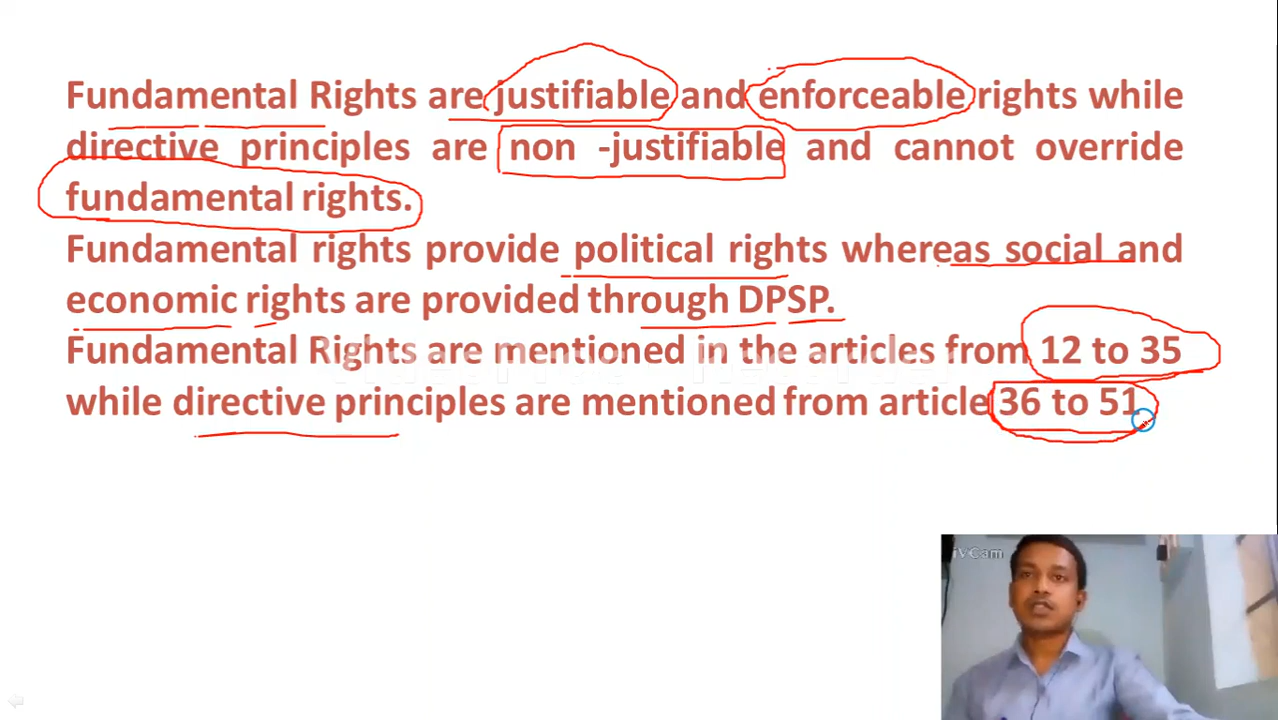 Fundamental Rights are justifiable and enforceable rights while
directive principles are non -justifiable and cannot override
fundamental rights.
Fundamental rights provide political rights whereas social and
economic rights are provided through DPSP.
Fundamental Rights are mentioned in the articles from 12 to 35
while directive principles are mentioned from article 36 to 51
iVCam